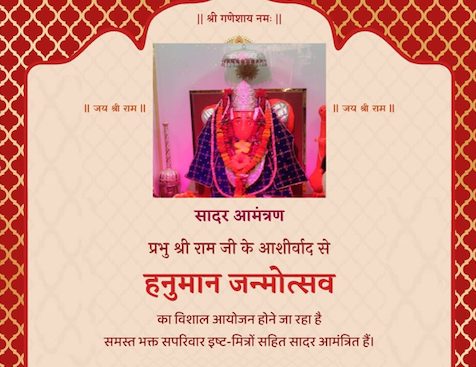 || श्री गणेशाय नमः ||
|| जय श्री राम ||
|| जय श्री राम ||
सादर आमंत्रण
प्रभु श्री राम जी के आशीर्वाद से
हनुमान जन्मोत्सव
का विशाल आयोजन होने जा रहा है
समस्त भक्त सपरिवार इष्ट-मित्रों सहित सादर आमंत्रित हैं।